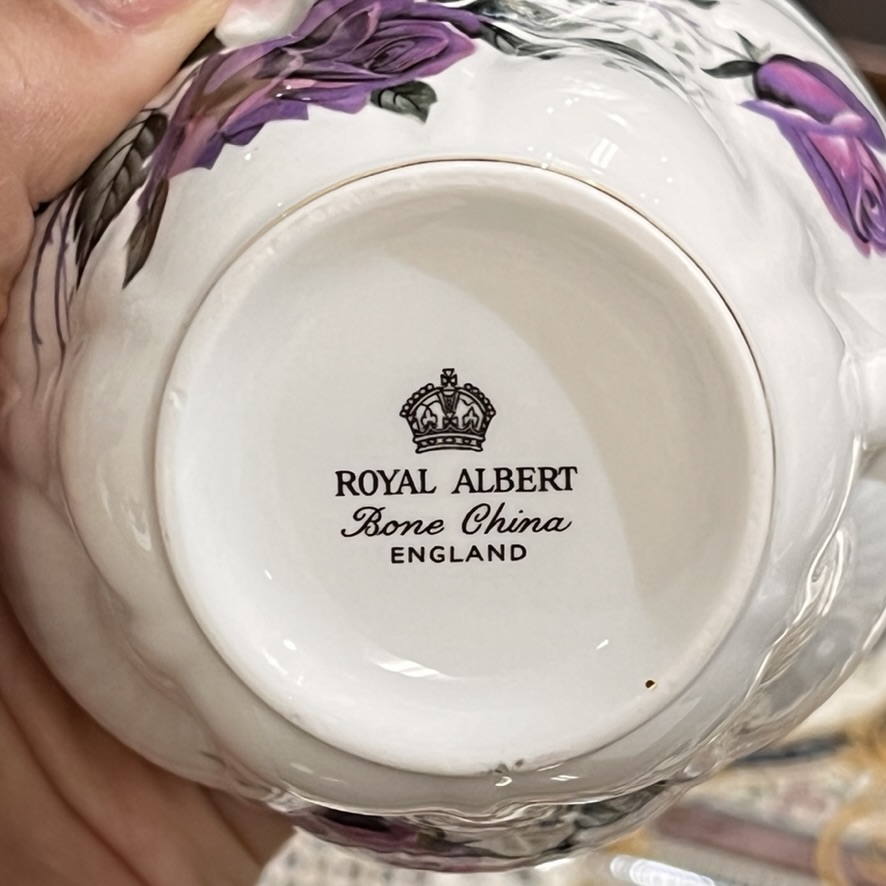 ROYAL ALBERT
Bone China
ENGLAND